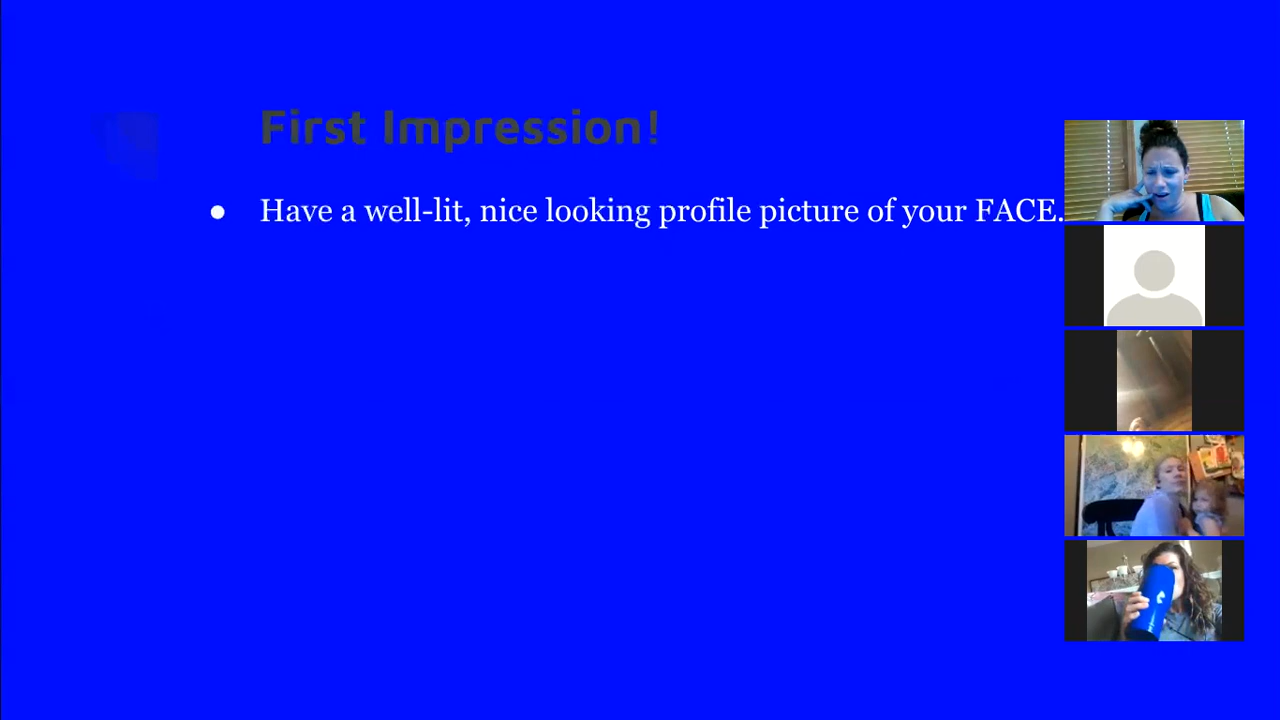 First Impression!
● Have a well-lit, nice looking profile picture of your FACE.